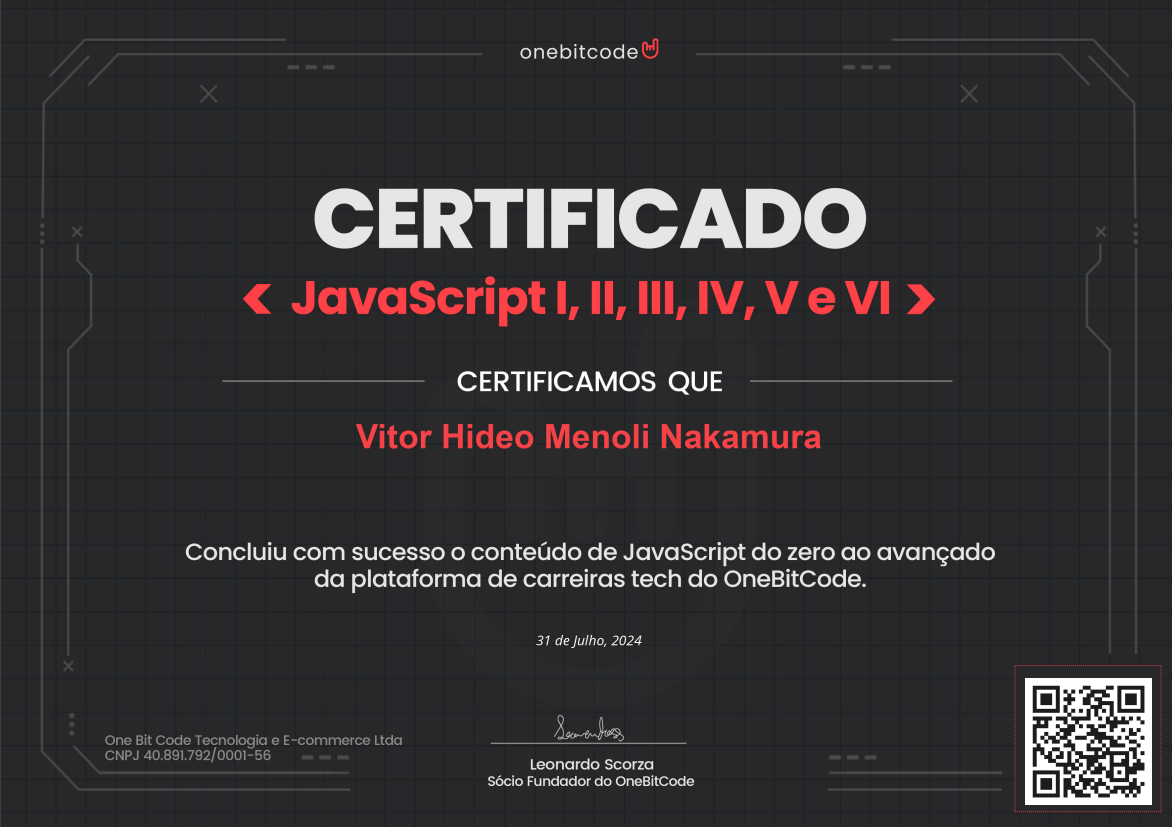 onebitcode
CERTIFICADO
< JavaScript I, II, III, IV, V e VI >
CERTIFICAMOS QUE
Vitor Hideo Menoli Nakamura
Concluiu com sucesso o conteúdo de JavaScript do zero ao avançado
da plataforma de carreiras tech do OneBitCode.
31 de Julho, 2024
One Bit Code Tecnologia e E-commerce Ltda
CNPJ 40.891.792/0001-56
Leonardo Scorza
Sócio Fundador do OneBitCode